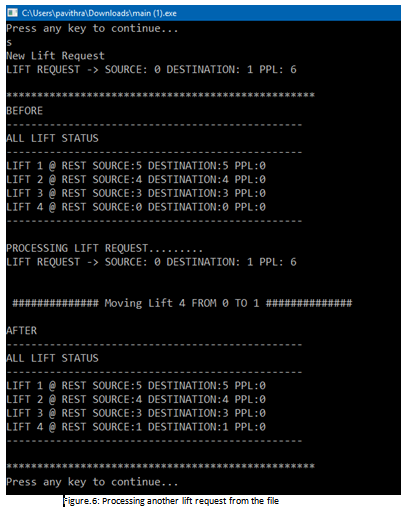 C:\Users\pavithra\Downloads\main (1).exe
Press any key to continue...
s
New Lift Request
LIFT REQUEST -> SOURCE: 0 DESTINATION: 1 PPL: 6
**************************************************
BEFORE
------------------------------------------------
ALL LIFT STATUS
------------------------------------------------
LIFT 1 @ REST SOURCE:5 DESTINATION:5 PPL:0
LIFT 2 @ REST SOURCE:4 DESTINATION:4 PPL:0
LIFT 3 @ REST SOURCE:3 DESTINATION:3 PPL:0
LIFT 4 @ REST SOURCE:0 DESTINATION:0 PPL:0
------------------------------------------------
PROCESSING LIFT REQUEST.........
LIFT REQUEST -> SOURCE: 0 DESTINATION: 1 PPL: 6
############## Moving Lift 4 FROM 0 TO 1 ##############
AFTER
------------------------------------------------
ALL LIFT STATUS
------------------------------------------------
LIFT 1 @ REST SOURCE:5 DESTINATION:5 PPL:0
LIFT 2 @ REST SOURCE:4 DESTINATION:4 PPL:0
LIFT 3 @ REST SOURCE:3 DESTINATION:3 PPL:0
LIFT 4 @ REST SOURCE:1 DESTINATION:1 PPL:0
------------------------------------------------
**************************************************
Press any key to continue...
Figure.6: Processing another lift request from the file